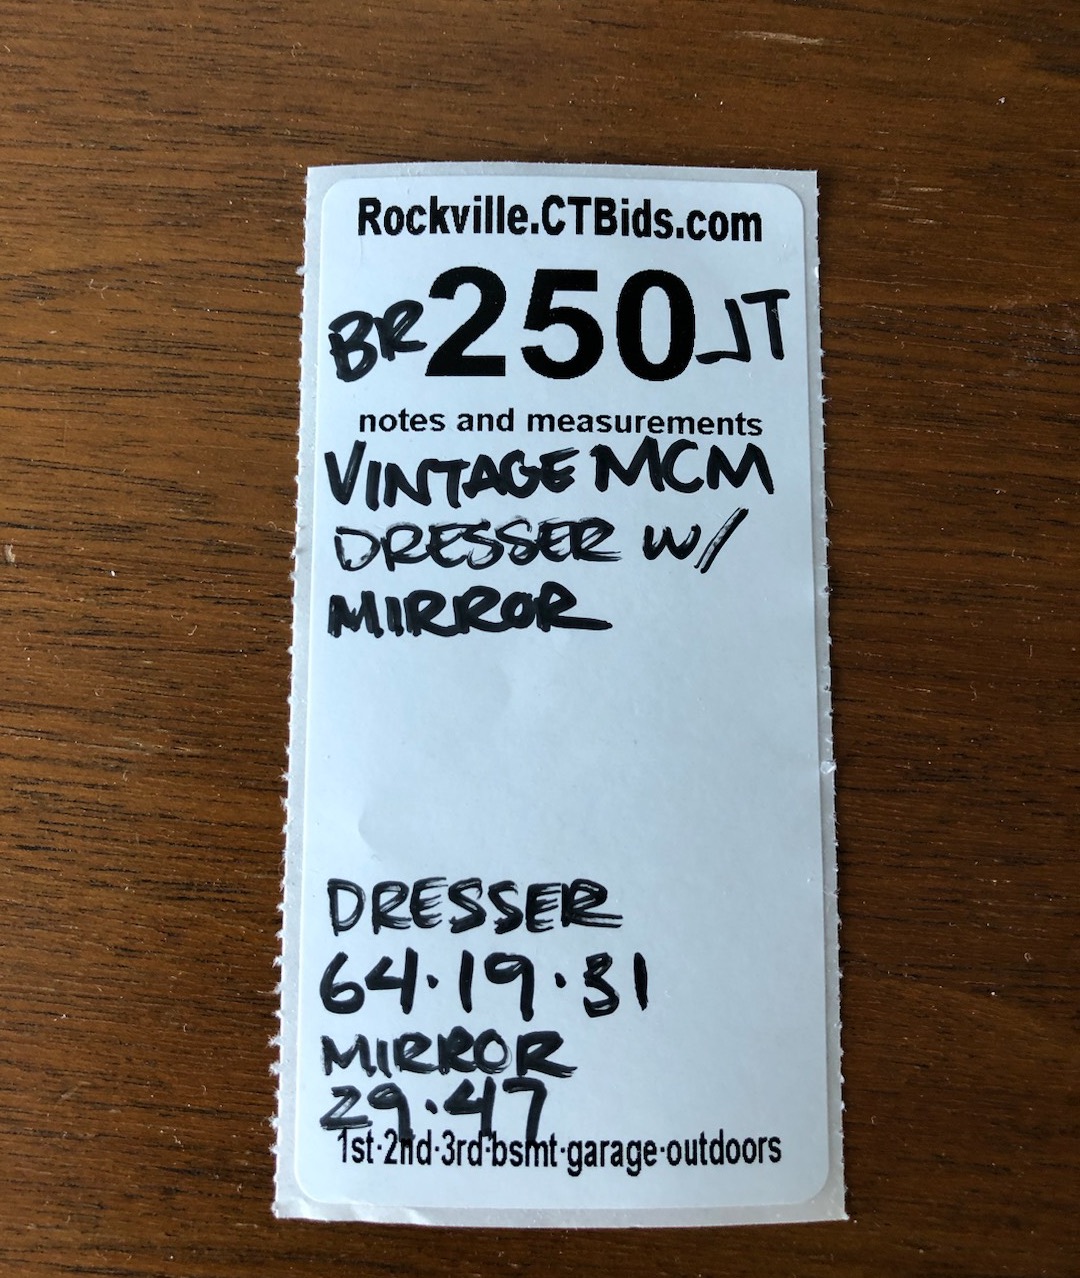 Rockville.CTBids.com
BR 250 JT
notes and measurements
VINTAGE MCM
DRESSER W/
MIRROR
DRESSER
64·19·31
MIRROR
29·47
1st·2nd·3rd·bsmt·garage·outdoors